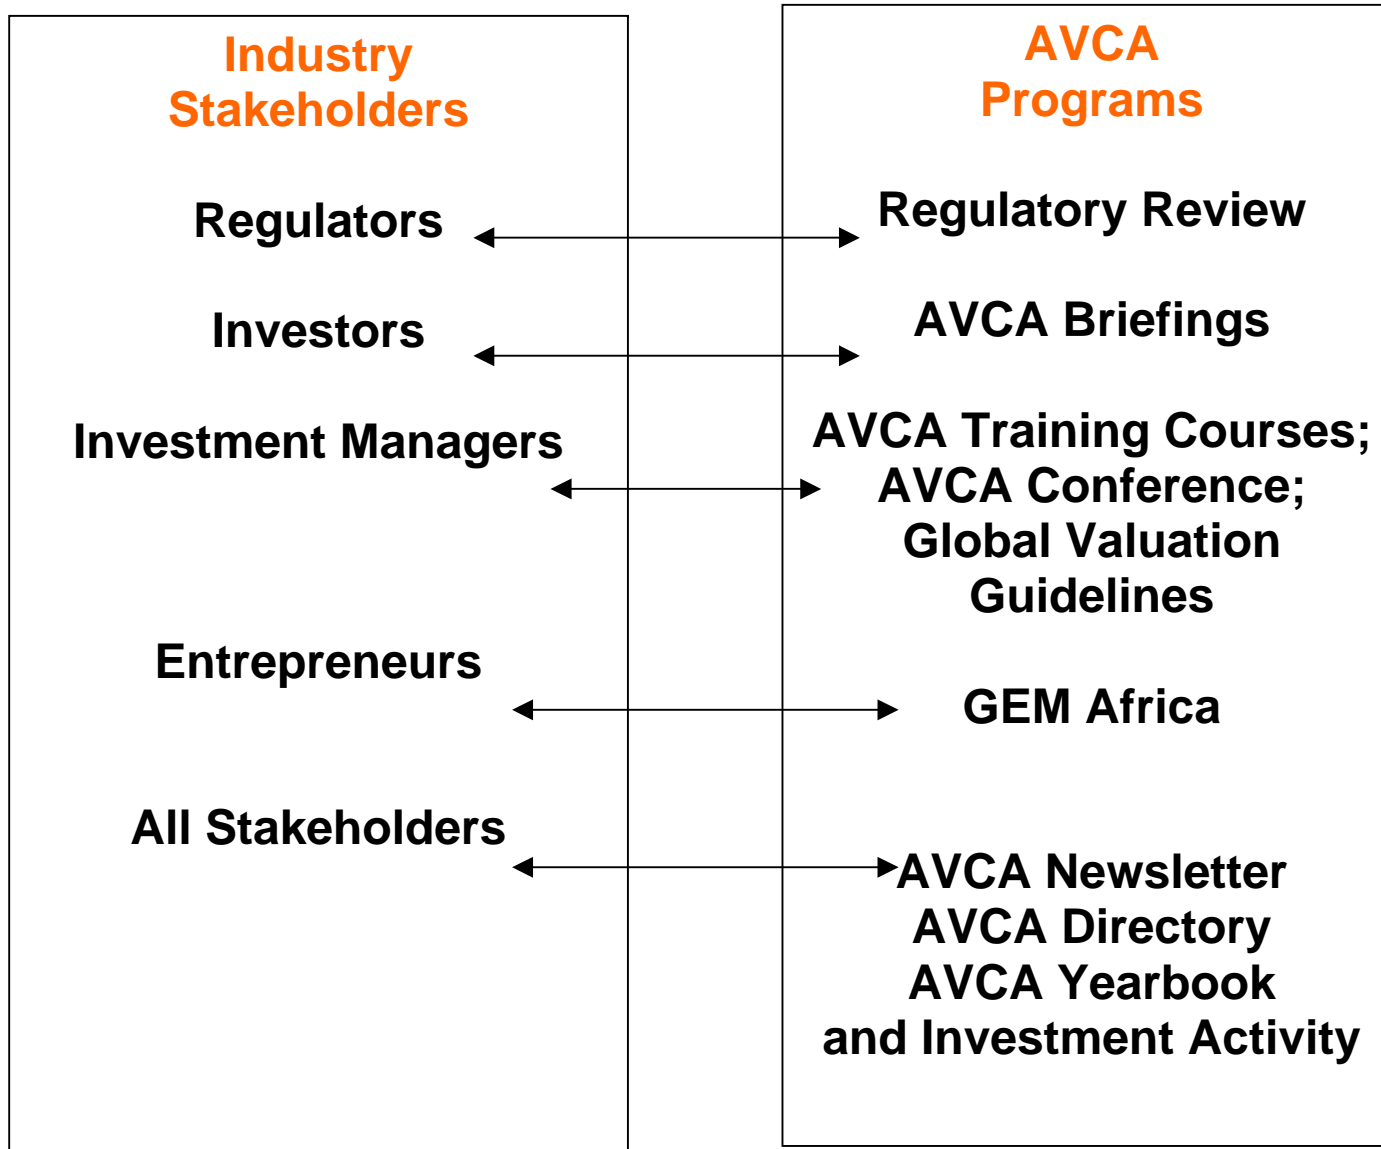 Industry
Stakeholders
Regulators
Investors
Investment Managers
Entrepreneurs
All Stakeholders
AVCA
Programs
Regulatory Review
AVCA Briefings
AVCA Training Courses;
AVCA Conference;
Global Valuation
Guidelines
GEM Africa
AVCA Newsletter
AVCA Directory
AVCA Yearbook
and Investment Activity